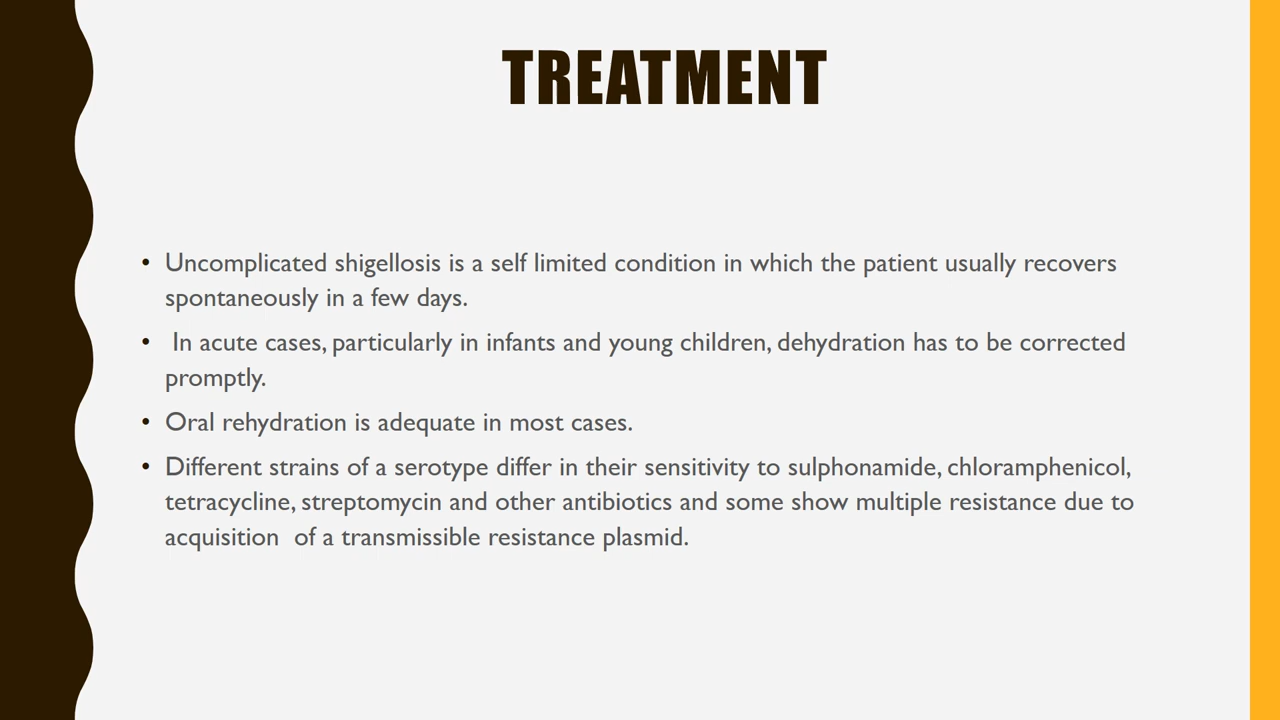 TREATMENT
• Uncomplicated shigellosis is a self limited condition in which the patient usually recovers
spontaneously in a few days.
• In acute cases, particularly in infants and young children, dehydration has to be corrected
promptly.
• Oral rehydration is adequate in most cases.
• Different strains of a serotype differ in their sensitivity to sulphonamide, chloramphenicol,
tetracycline, streptomycin and other antibiotics and some show multiple resistance due to
acquisition of a transmissible resistance plasmid.